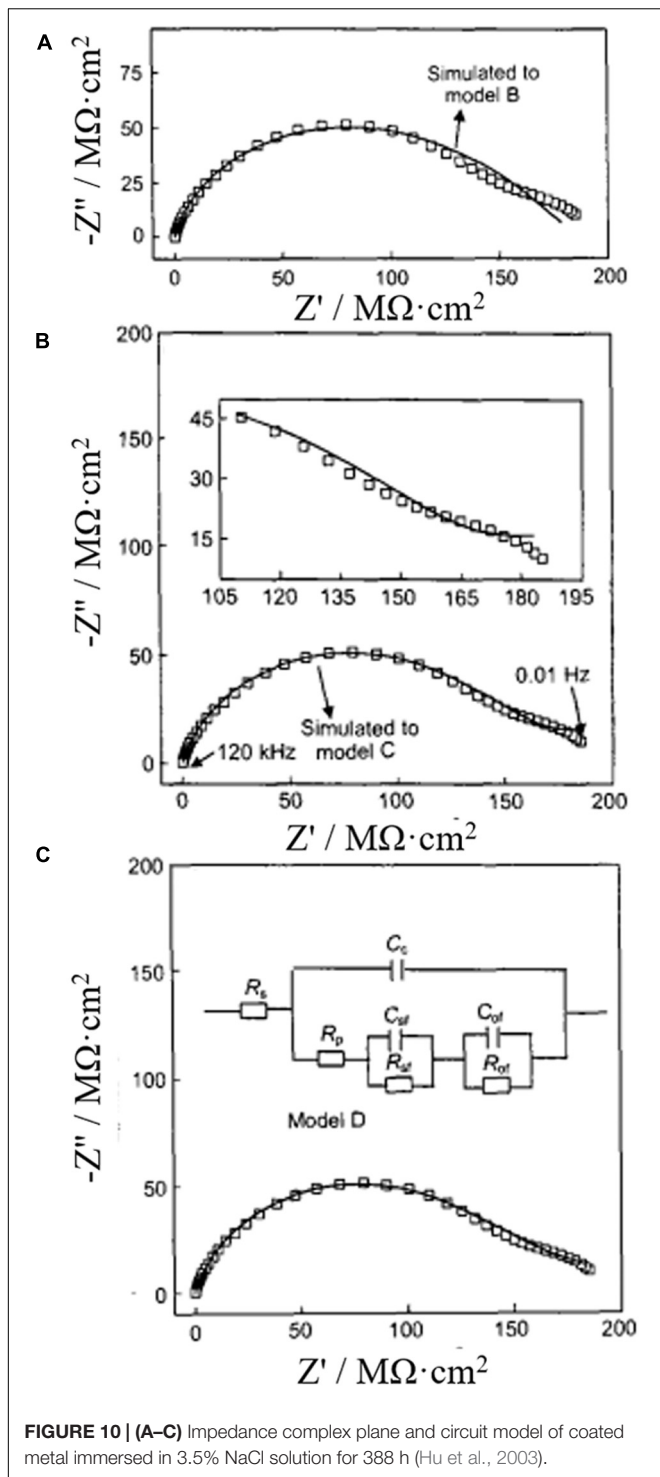 A
-Z" / MΩ·cm²
75
50
25
0
Simulated to
model B
0 50 100 150 200
Z' / MΩ·cm²
B
-Z" / MΩ·cm²
200
150
100
50
0
45
30
15
105 120 135 150 165 180 195
0.01 Hz
Simulated to
model C
120 kHz
0 50 100 150 200
Z' / MΩ·cm²
C
-Z" / MΩ·cm²
200
150
100
50
0
Cc
Rs
Csf
Cof
Rp
Rsf
Rof
Model D
0 50 100 150 200
Z' / MΩ·cm²
FIGURE 10 | (A–C) Impedance complex plane and circuit model of coated
metal immersed in 3.5% NaCl solution for 388 h (Hu et al., 2003).